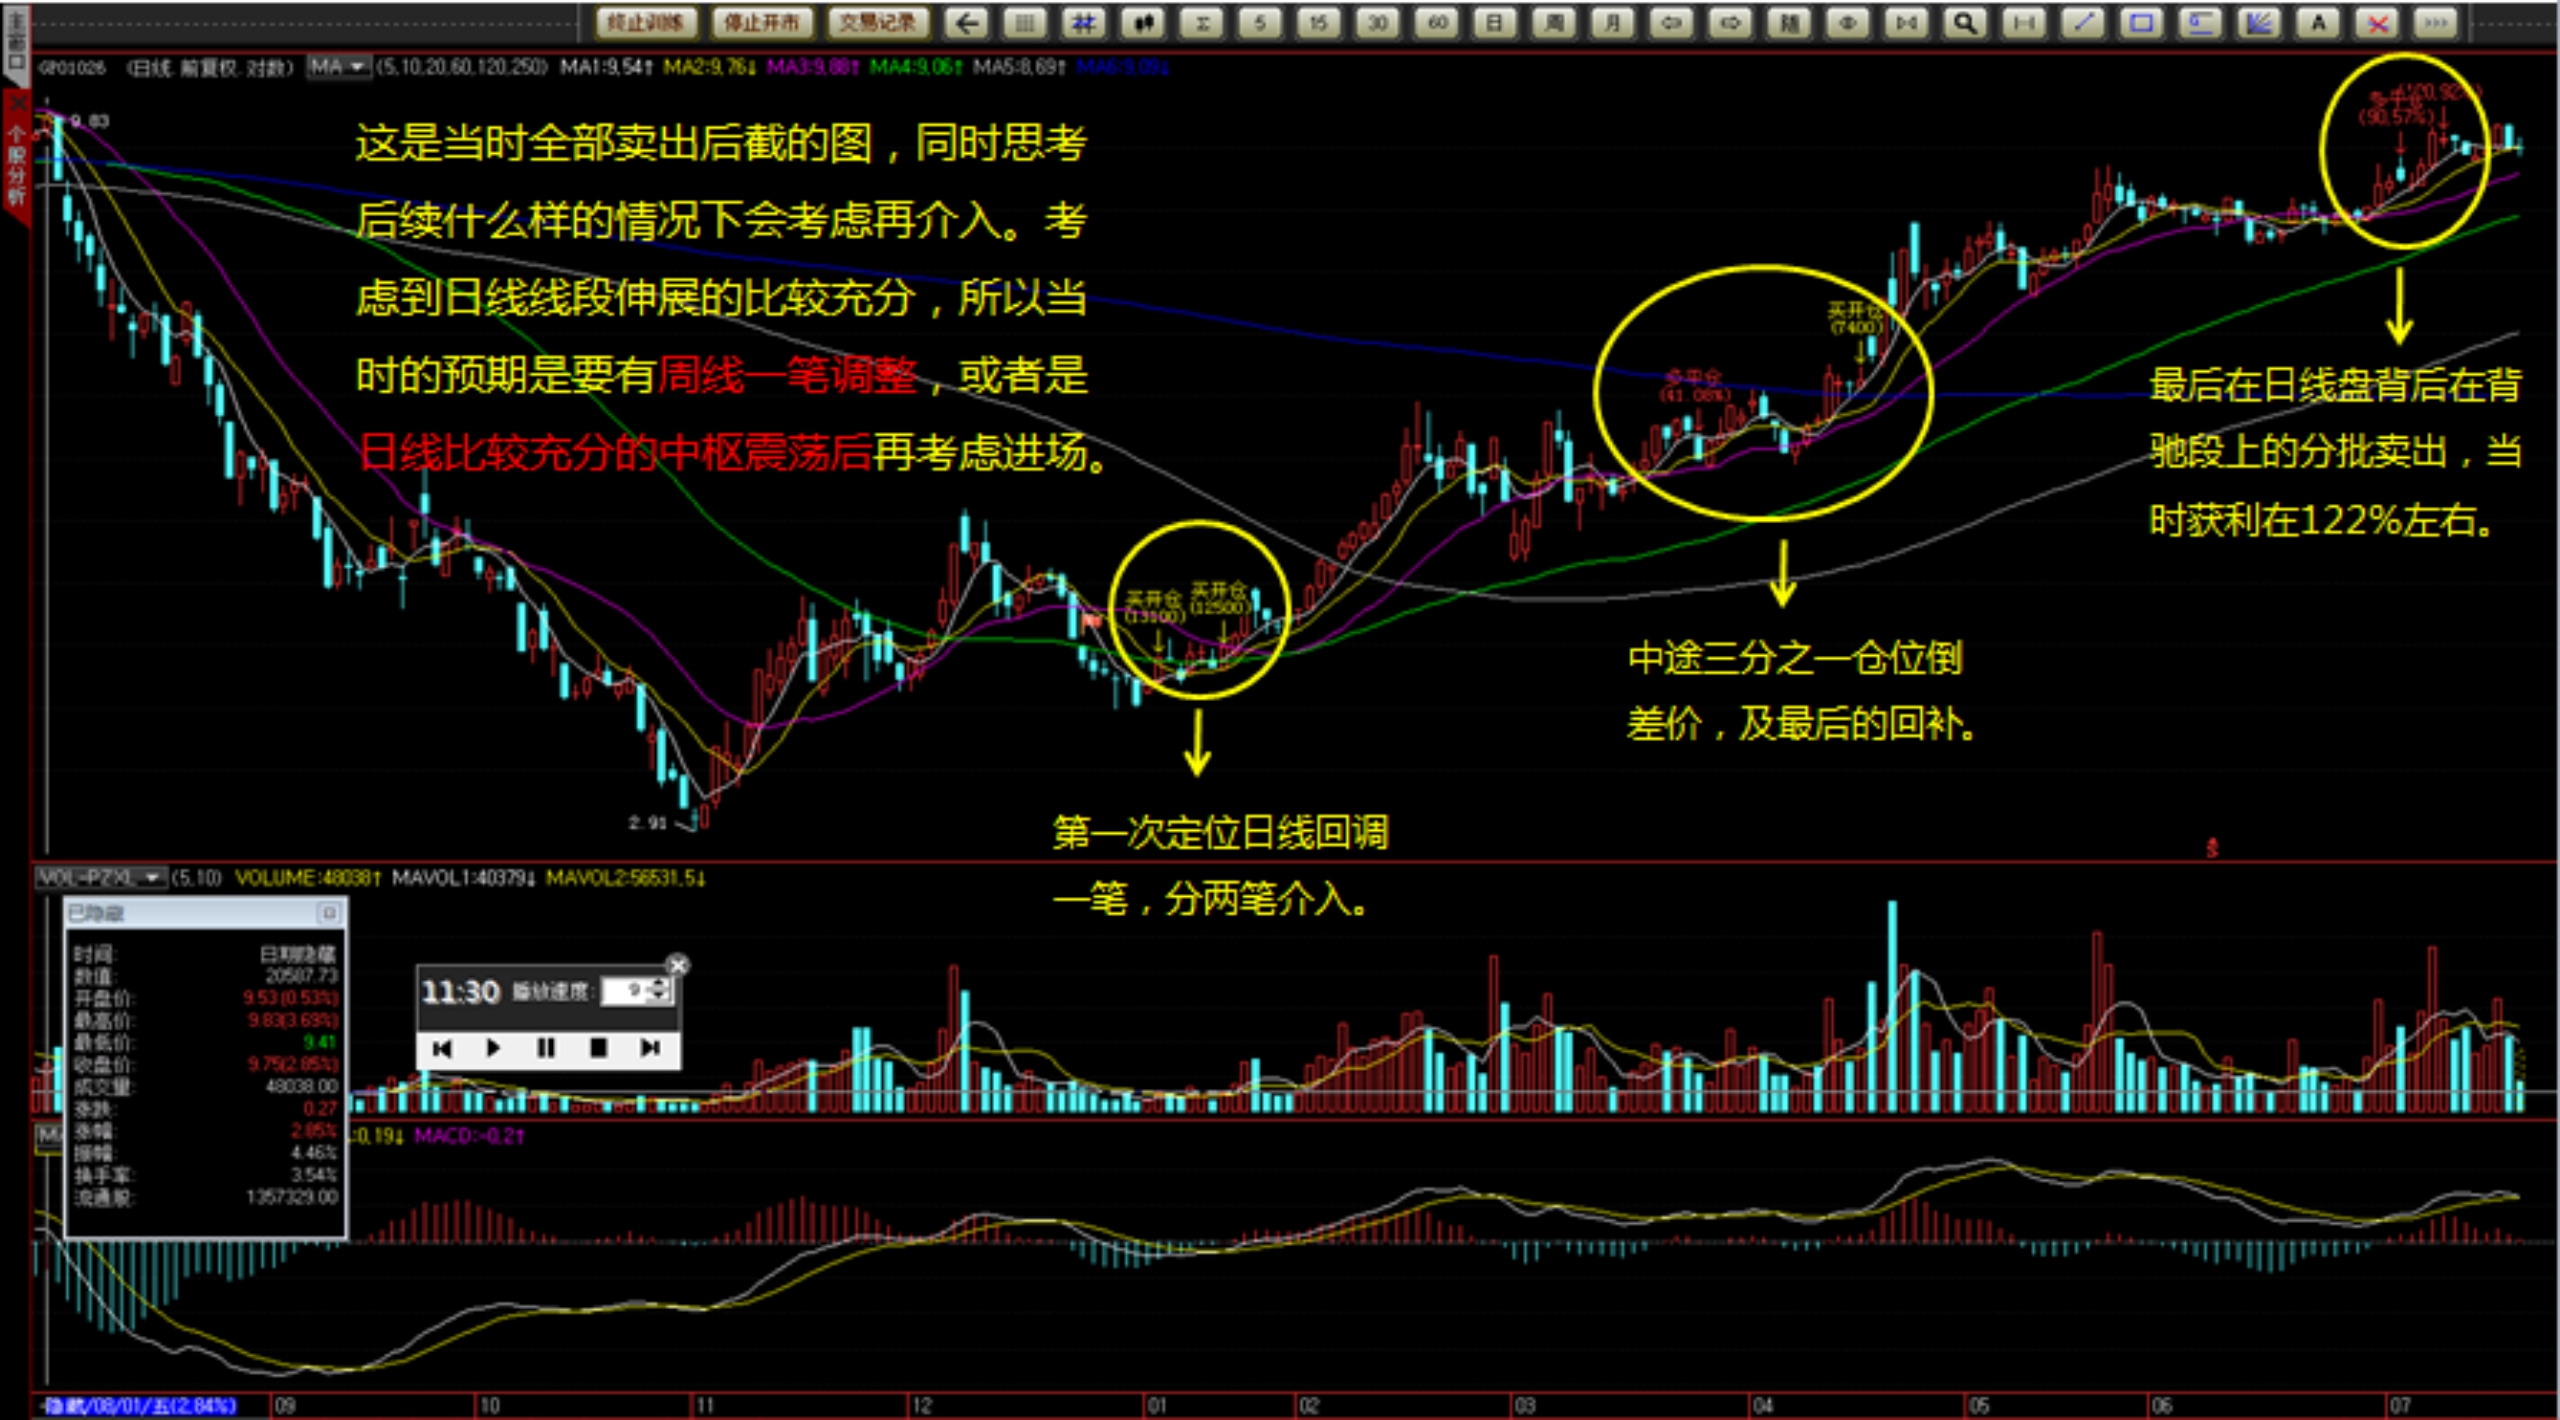 主窗口
个股分析
终止训练 停止开市 交易记录 Σ 5 15 30 60 日 周 月 随 A
GP01026 (日线.前复权.对数) MA (5,10,20,60,120,250) MA1:9.54↑ MA2:9.76↓ MA3:9.88↑ MA4:9.06↑ MA5:8.69↑ MA6:9.09↓
9.83
这是当时全部卖出后截的图，同时思考
后续什么样的情况下会考虑再介入。考
虑到日线线段伸展的比较充分，所以当
时的预期是要有周线一笔调整，或者是
日线比较充分的中枢震荡后再考虑进场。
(90.57%)
买开仓
(7400)
多平仓
(41.08%)
最后在日线盘背后在背
驰段上的分批卖出，当
时获利在122%左右。
买开仓 买开仓
(13100) (12500)
中途三分之一仓位倒
差价，及最后的回补。
2.91
第一次定位日线回调
一笔，分两笔介入。
VOL-PZXL (5,10) VOLUME:48038↑ MAVOL1:40379↓ MAVOL2:56531.5↓
已隐藏
时间: 日期隐藏
数值: 20587.73
开盘价: 9.53(0.53%)
最高价: 9.83(3.69%)
最低价: 9.41
收盘价: 9.75(2.85%)
成交量: 48038.00
涨跌: 0.27
涨幅: 2.85%
振幅: 4.46%
换手率: 3.54%
流通股: 1357329.00
11:30 播放速度: 9
:0.19↓ MACD:-0.2↑
隐藏/08/01/五(2.84%) 09 10 11 12 01 02 03 04 05 06 07